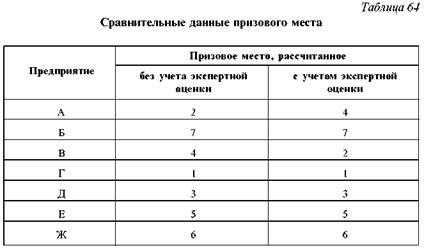 Таблица 64
Сравнительные данные призового места
Предприятие
Призовое место, рассчитанное
без учета экспертной оценки
с учетом экспертной оценки
А 2 4
Б 7 7
В 4 2
Г 1 1
Д 3 3
Е 5 5
Ж 6 6